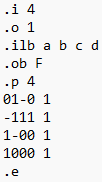 .i 4
.o 1
.ilb a b c d
.ob F
.p 4
01-0 1
-111 1
1-00 1
1000 1
.e